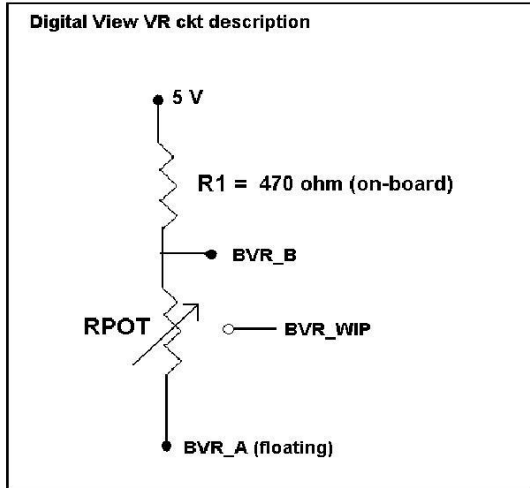 Digital View VR ckt description
5 V
R1 = 470 ohm (on-board)
BVR_B
RPOT
BVR_WIP
BVR_A (floating)